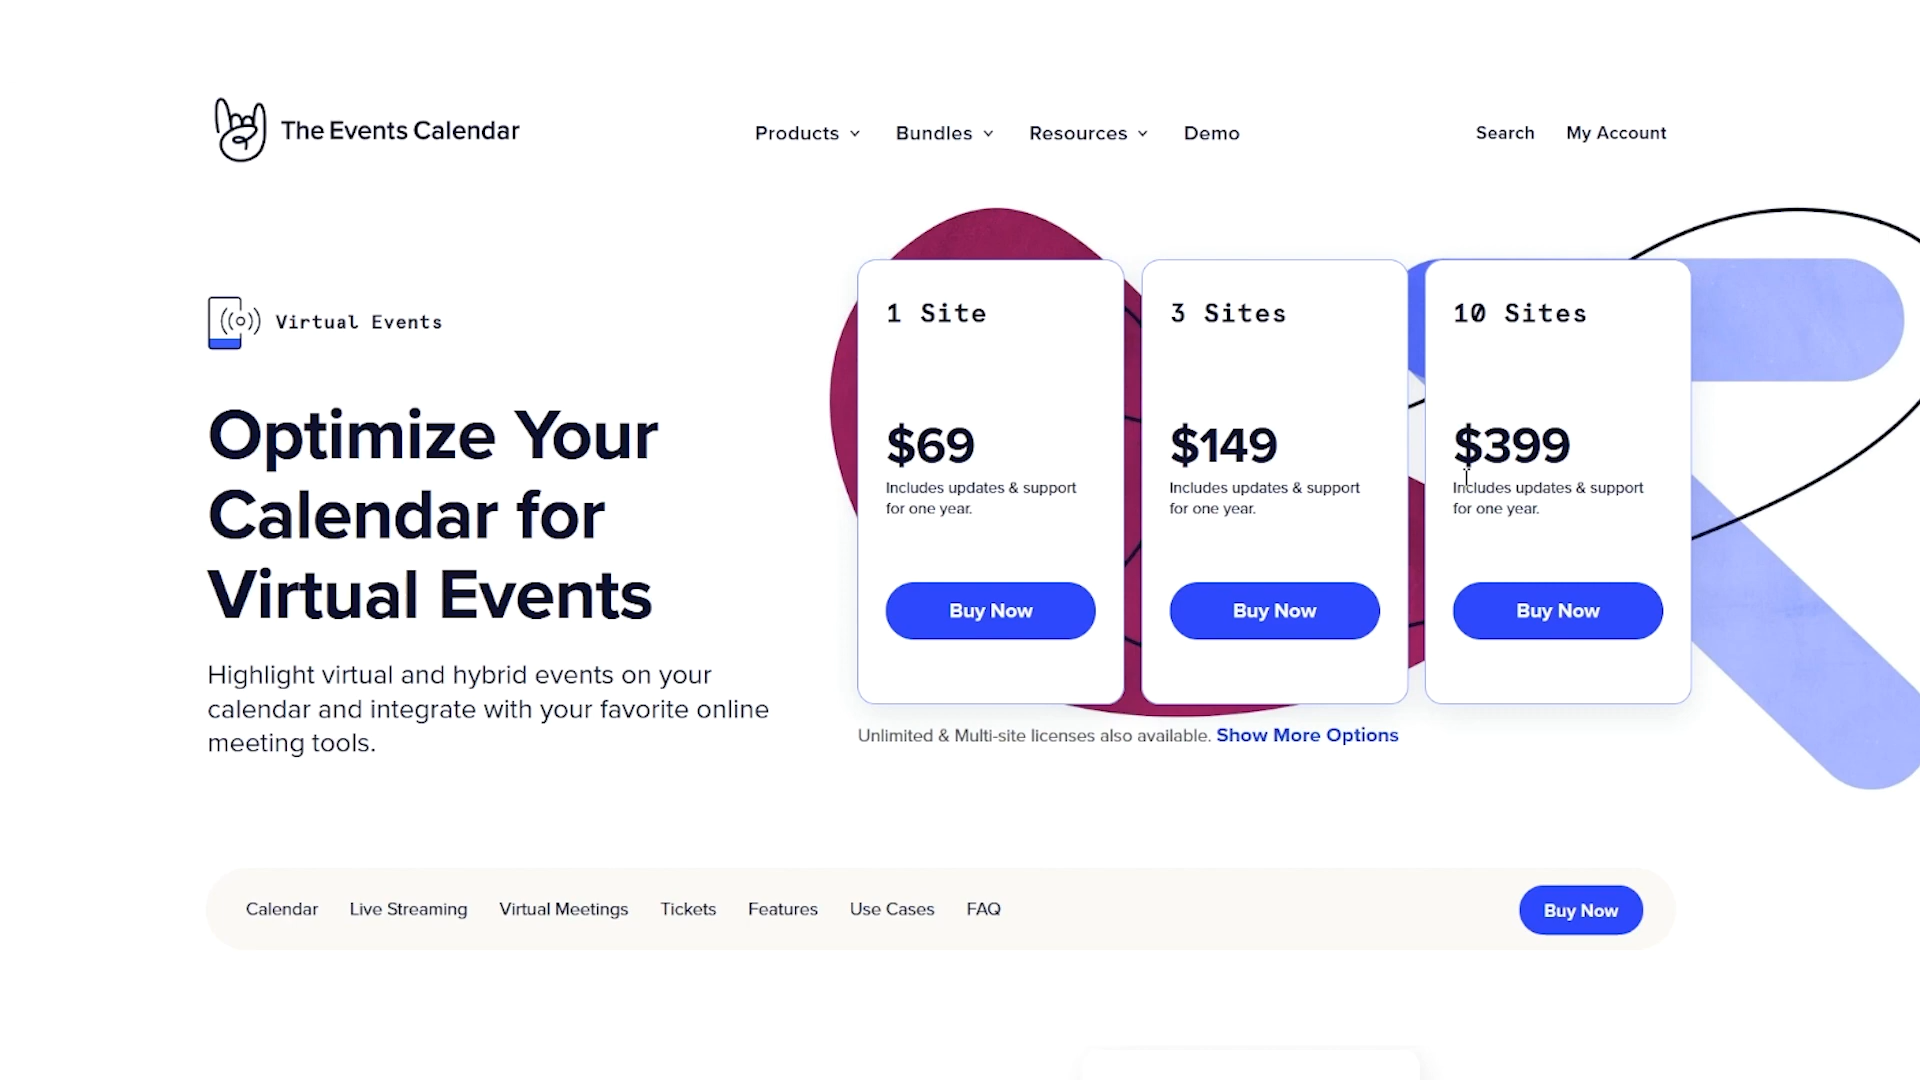 The Events Calendar
Products
Bundles
Resources
Demo
Search
My Account
Virtual Events
Optimize Your
Calendar for
Virtual Events
Highlight virtual and hybrid events on your
calendar and integrate with your favorite online
meeting tools.
1 Site
$69
Includes updates & support
for one year.
Buy Now
3 Sites
$149
Includes updates & support
for one year.
Buy Now
10 Sites
$399
Includes updates & support
for one year.
Buy Now
Unlimited & Multi-site licenses also available. Show More Options
Calendar
Live Streaming
Virtual Meetings
Tickets
Features
Use Cases
FAQ
Buy Now